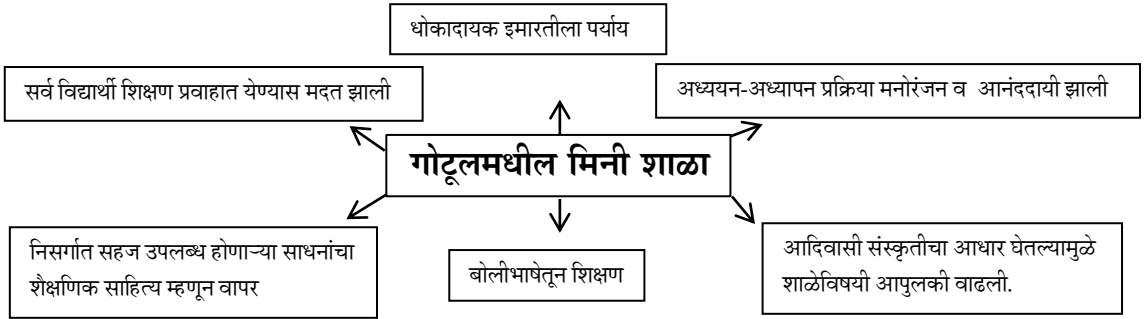 धोकादायक इमारतीला पर्याय
सर्व विद्यार्थी शिक्षण प्रवाहात येण्यास मदत झाली
अध्ययन-अध्यापन प्रक्रिया मनोरंजन व आनंददायी झाली
गोटूलमधील मिनी शाळा
निसर्गात सहज उपलब्ध होणाऱ्या साधनांचा
शैक्षणिक साहित्य म्हणून वापर
बोलीभाषेतून शिक्षण
आदिवासी संस्कृतीचा आधार घेतल्यामुळे
शाळेविषयी आपुलकी वाढली.